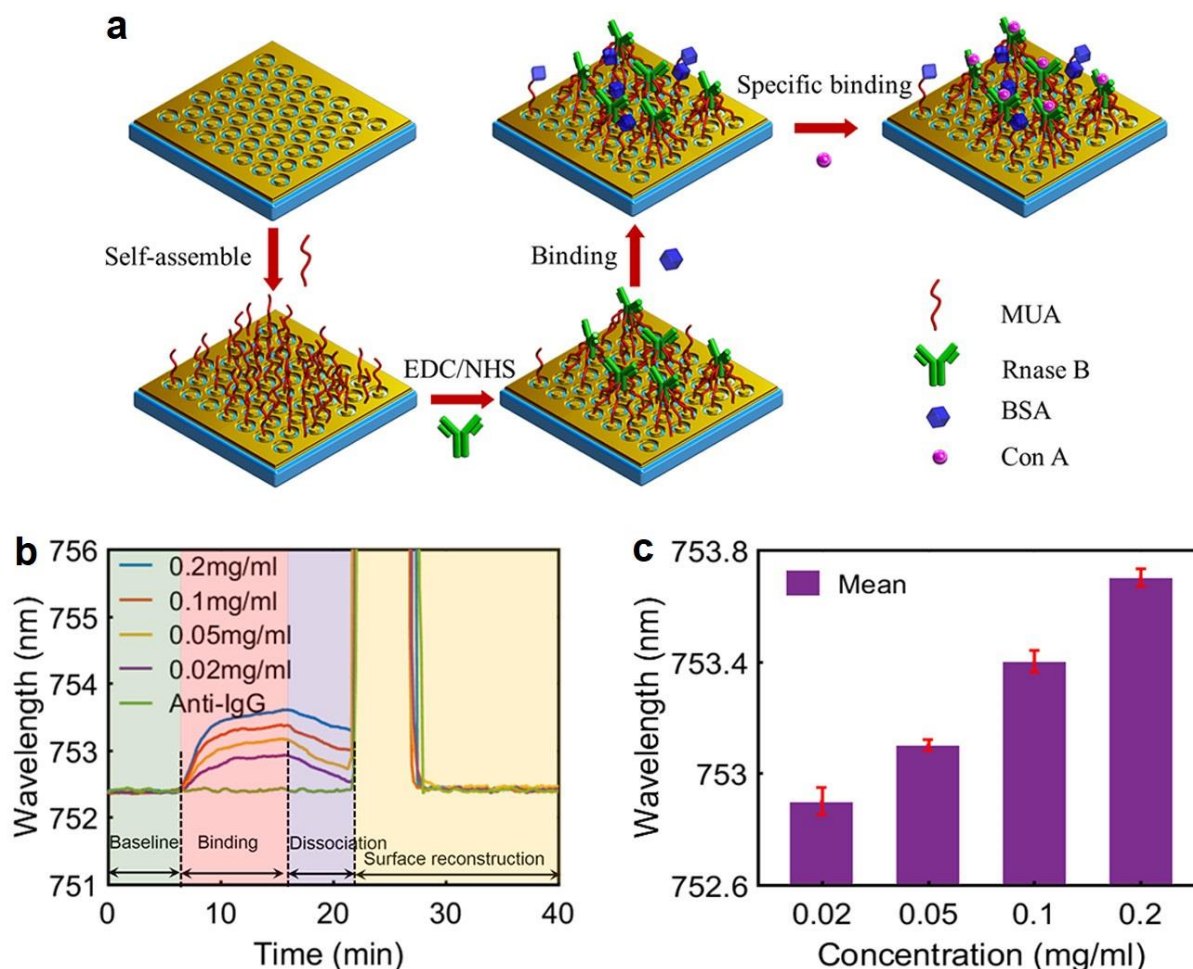 a
Specific binding
Self-assemble
Binding
EDC/NHS
MUA
Rnase B
BSA
Con A
b
756
755
754
753
752
751
Wavelength (nm)
0.2mg/ml
0.1mg/ml
0.05mg/ml
0.02mg/ml
Anti-IgG
Baseline
Binding
Dissociation
Surface reconstruction
0
10
20
30
40
Time (min)
c
753.8
753.4
753
752.6
Wavelength (nm)
Mean
0.02
0.05
0.1
0.2
Concentration (mg/ml)